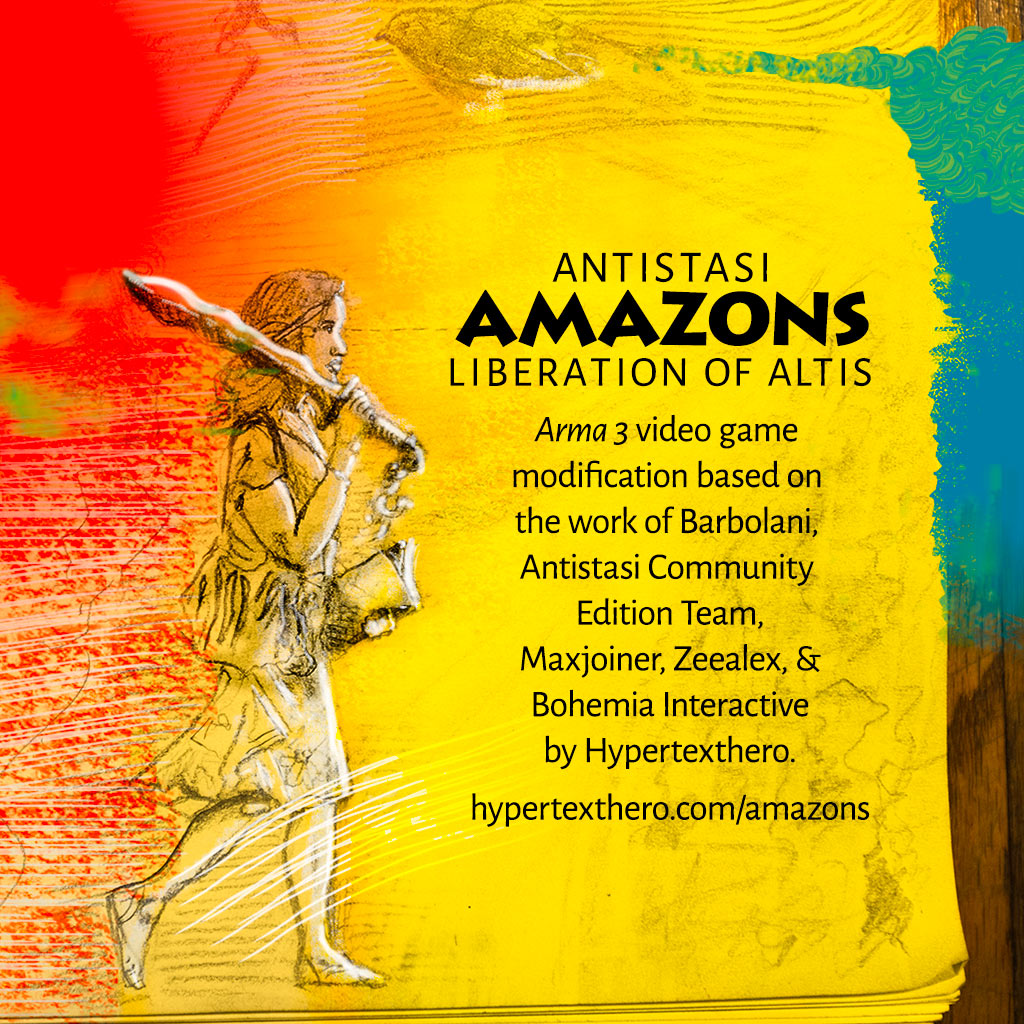 ANTISTASI
AMAZONS
LIBERATION OF ALTIS
Arma 3 video game
modification based on
the work of Barbolani,
Antistasi Community
Edition Team,
Maxjoiner, Zeealex, &
Bohemia Interactive
by Hypertexthero.
hypertexthero.com/amazons